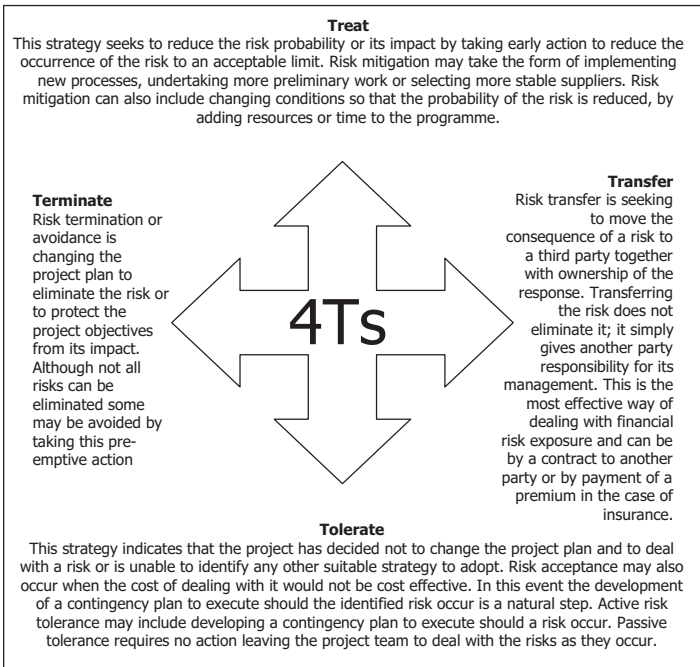 Treat
This strategy seeks to reduce the risk probability or its impact by taking early action to reduce the
occurrence of the risk to an acceptable limit. Risk mitigation may take the form of implementing
new processes, undertaking more preliminary work or selecting more stable suppliers. Risk
mitigation can also include changing conditions so that the probability of the risk is reduced, by
adding resources or time to the programme.
Terminate
Risk termination or
avoidance is
changing the
project plan to
eliminate the risk or
to protect the
project objectives
from its impact.
Although not all
risks can be
eliminated some
may be avoided by
taking this pre-
emptive action
4Ts
Transfer
Risk transfer is seeking
to move the
consequence of a risk to
a third party together
with ownership of the
response. Transferring
the risk does not
eliminate it; it simply
gives another party
responsibility for its
management. This is the
most effective way of
dealing with financial
risk exposure and can be
by a contract to another
party or by payment of a
premium in the case of
insurance.
Tolerate
This strategy indicates that the project has decided not to change the project plan and to deal
with a risk or is unable to identify any other suitable strategy to adopt. Risk acceptance may also
occur when the cost of dealing with it would not be cost effective. In this event the development
of a contingency plan to execute should the identified risk occur is a natural step. Active risk
tolerance may include developing a contingency plan to execute should a risk occur. Passive
tolerance requires no action leaving the project team to deal with the risks as they occur.